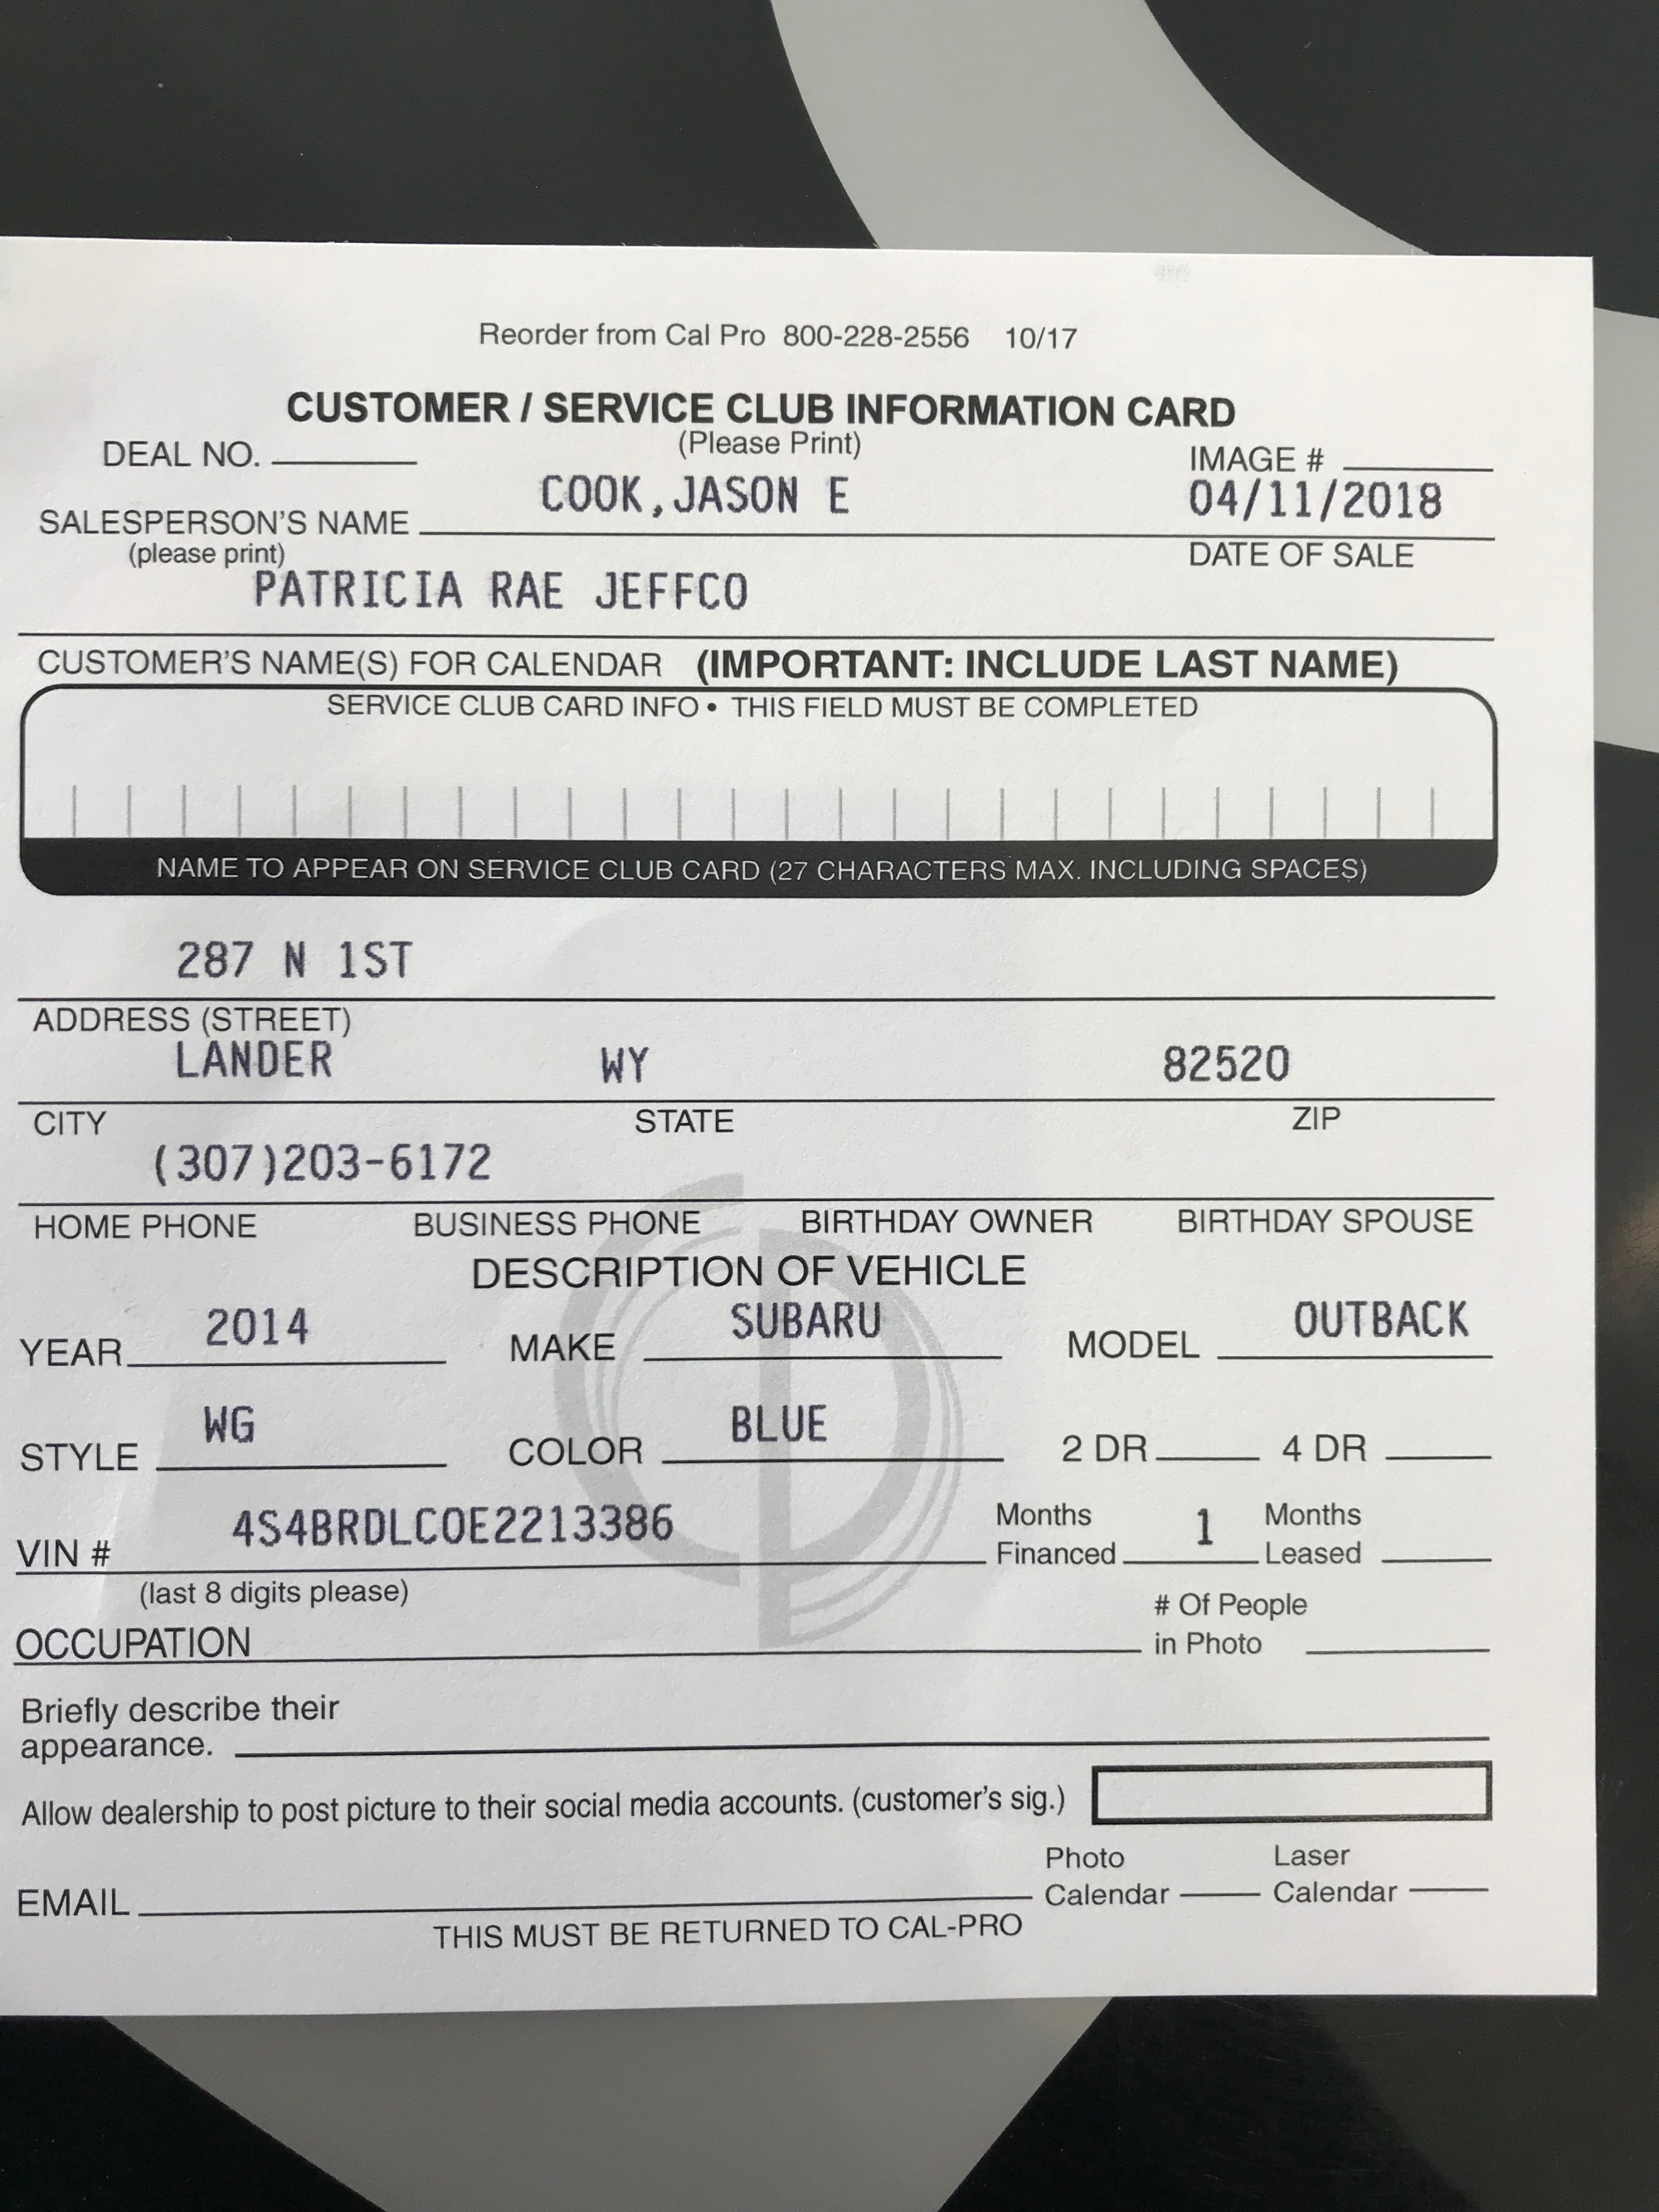 Reorder from Cal Pro 800-228-2556 10/17
CUSTOMER / SERVICE CLUB INFORMATION CARD
(Please Print)
DEAL NO. IMAGE #
COOK,JASON E 04/11/2018
SALESPERSON'S NAME
(please print) DATE OF SALE
PATRICIA RAE JEFFCO
CUSTOMER'S NAME(S) FOR CALENDAR (IMPORTANT: INCLUDE LAST NAME)
SERVICE CLUB CARD INFO • THIS FIELD MUST BE COMPLETED
NAME TO APPEAR ON SERVICE CLUB CARD (27 CHARACTERS MAX. INCLUDING SPACES)
287 N 1ST
ADDRESS (STREET)
LANDER WY 82520
CITY STATE ZIP
(307)203-6172
HOME PHONE BUSINESS PHONE BIRTHDAY OWNER BIRTHDAY SPOUSE
DESCRIPTION OF VEHICLE
YEAR 2014 MAKE SUBARU MODEL OUTBACK
STYLE WG COLOR BLUE 2 DR 4 DR
VIN # 4S4BRDLC0E2213386 Months Financed 1 Months Leased
(last 8 digits please)
OCCUPATION # Of People in Photo
Briefly describe their
appearance.
Allow dealership to post picture to their social media accounts. (customer's sig.)
EMAIL Photo Calendar Laser Calendar
THIS MUST BE RETURNED TO CAL-PRO